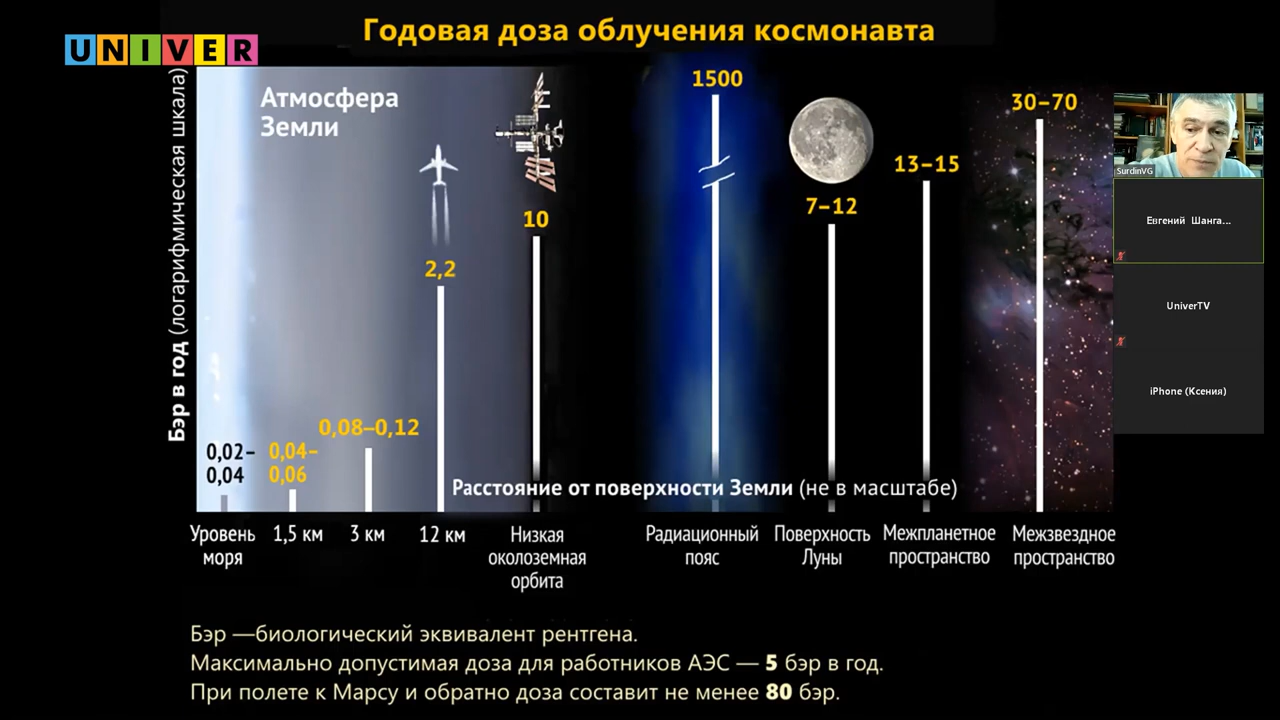 Годовая доза облучения космонавта
UNIVER
Бэр в год (логарифмическая шкала)
Атмосфера
Земли
0,02–
0,04
0,04–
0,06
0,08–0,12
2,2
10
1500
7–12
13–15
30–70
Расстояние от поверхности Земли (не в масштабе)
Уровень
моря
1,5 км
3 км
12 км
Низкая
околоземная
орбита
Радиационный
пояс
Поверхность
Луны
Межпланетное
пространство
Межзвездное
пространство
Бэр —биологический эквивалент рентгена.
Максимально допустимая доза для работников АЭС — 5 бэр в год.
При полете к Марсу и обратно доза составит не менее 80 бэр.
SurdinVG
Евгений Шанга...
UniverTV
iPhone (Ксения)